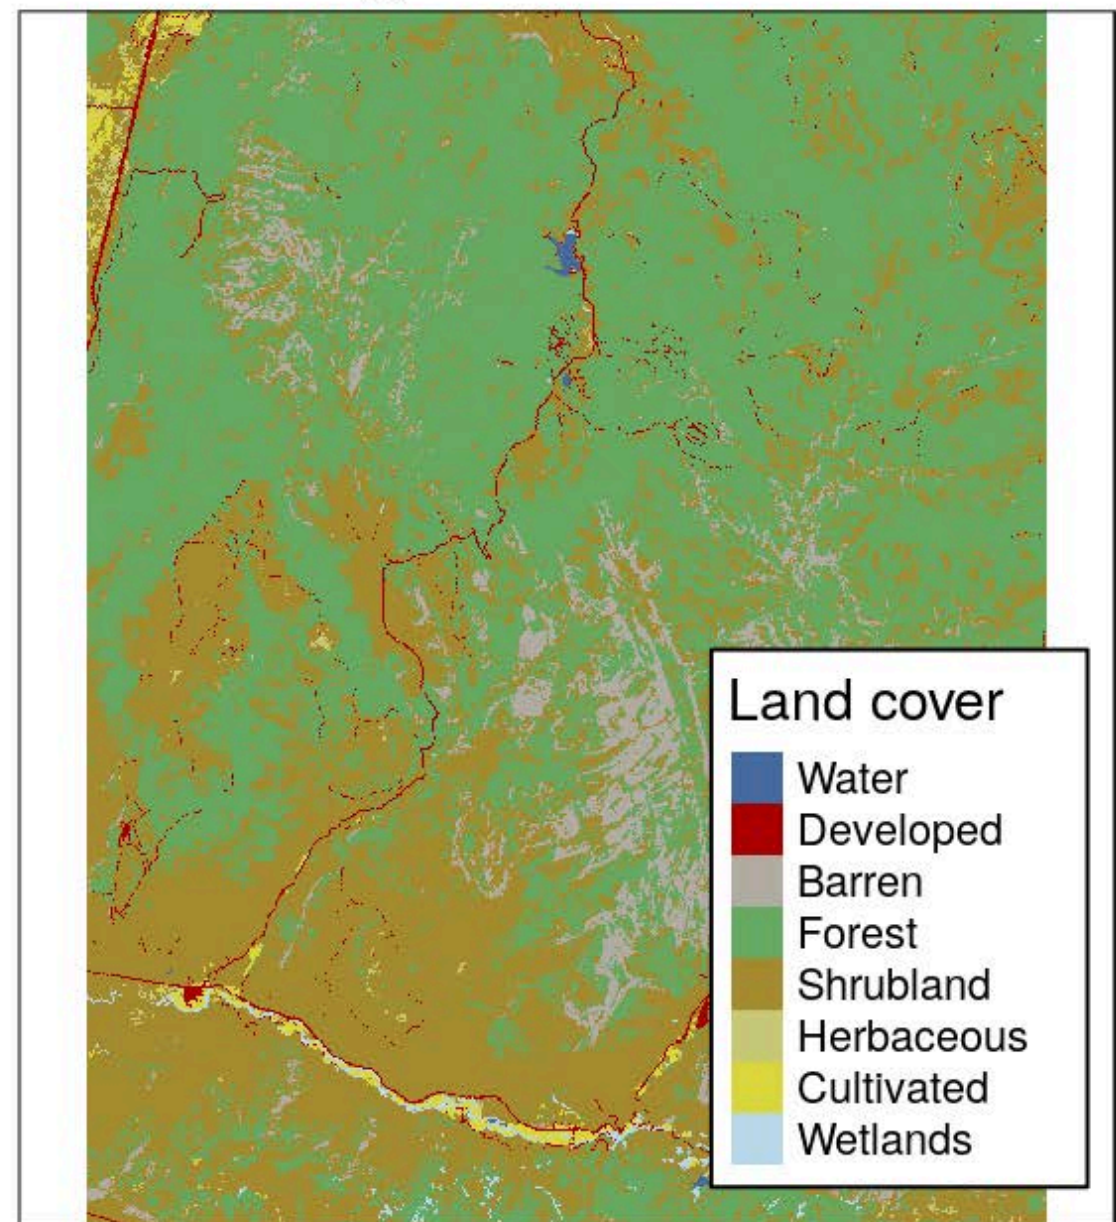 Land cover
Water
Developed
Barren
Forest
Shrubland
Herbaceous
Cultivated
Wetlands